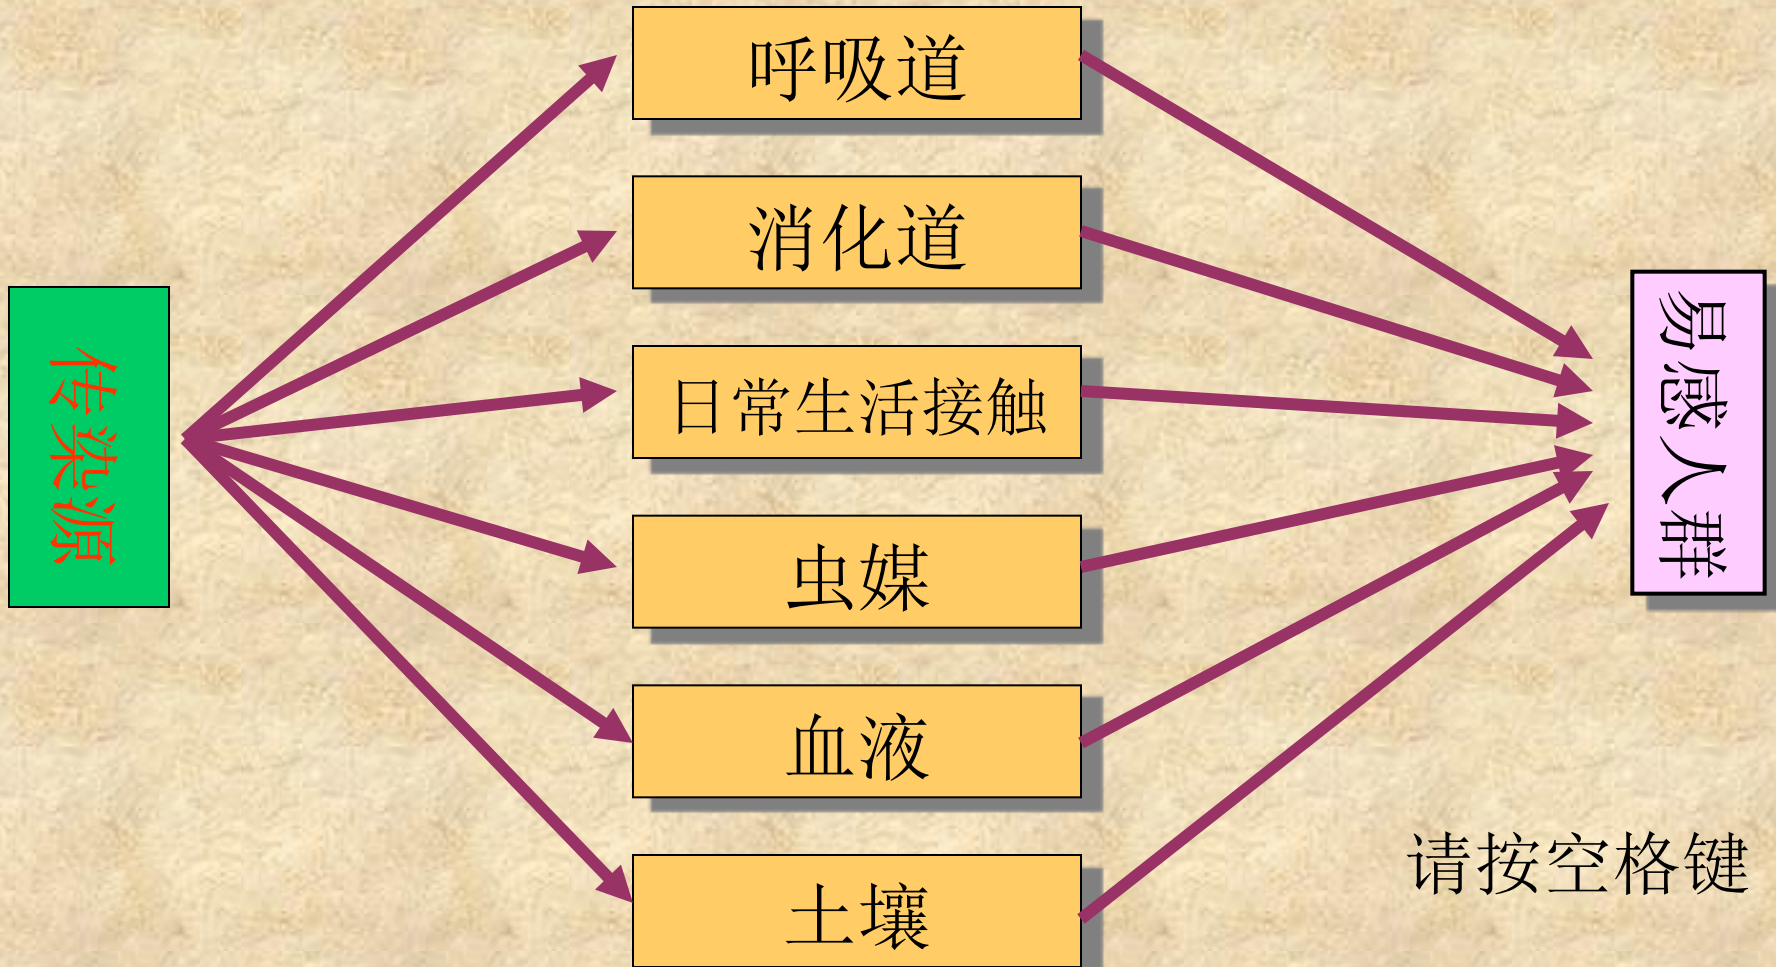 传染源
呼吸道
消化道
日常生活接触
虫媒
血液
土壤
易感人群
请按空格键